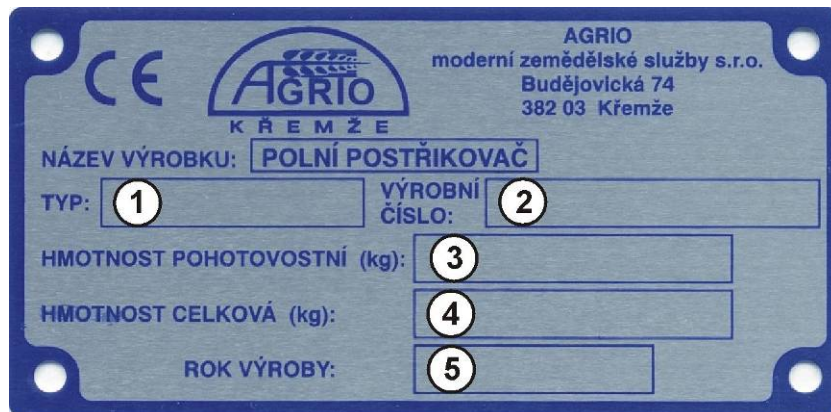 CE
AGRIO
KŘEMŽE
AGRIO
moderní zemědělské služby s.r.o.
Budějovická 74
382 03 Křemže
NÁZEV VÝROBKU: POLNÍ POSTŘIKOVAČ
TYP: 1 VÝROBNÍ ČÍSLO: 2
HMOTNOST POHOTOVOSTNÍ (kg): 3
HMOTNOST CELKOVÁ (kg): 4
ROK VÝROBY: 5